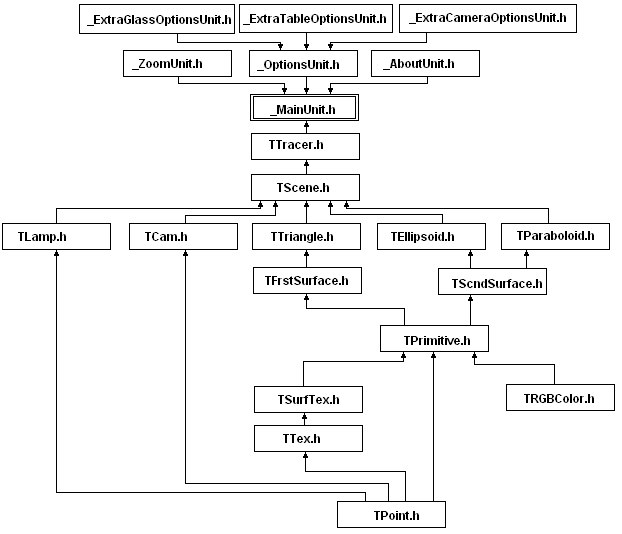 _ExtraGlassOptionsUnit.h
_ExtraTableOptionsUnit.h
_ExtraCameraOptionsUnit.h
_ZoomUnit.h
_OptionsUnit.h
_AboutUnit.h
_MainUnit.h
TTracer.h
TScene.h
TLamp.h
TCam.h
TTriangle.h
TEllipsoid.h
TParaboloid.h
TFrstSurface.h
TScndSurface.h
TPrimitive.h
TSurfTex.h
TRGBColor.h
TTex.h
TPoint.h